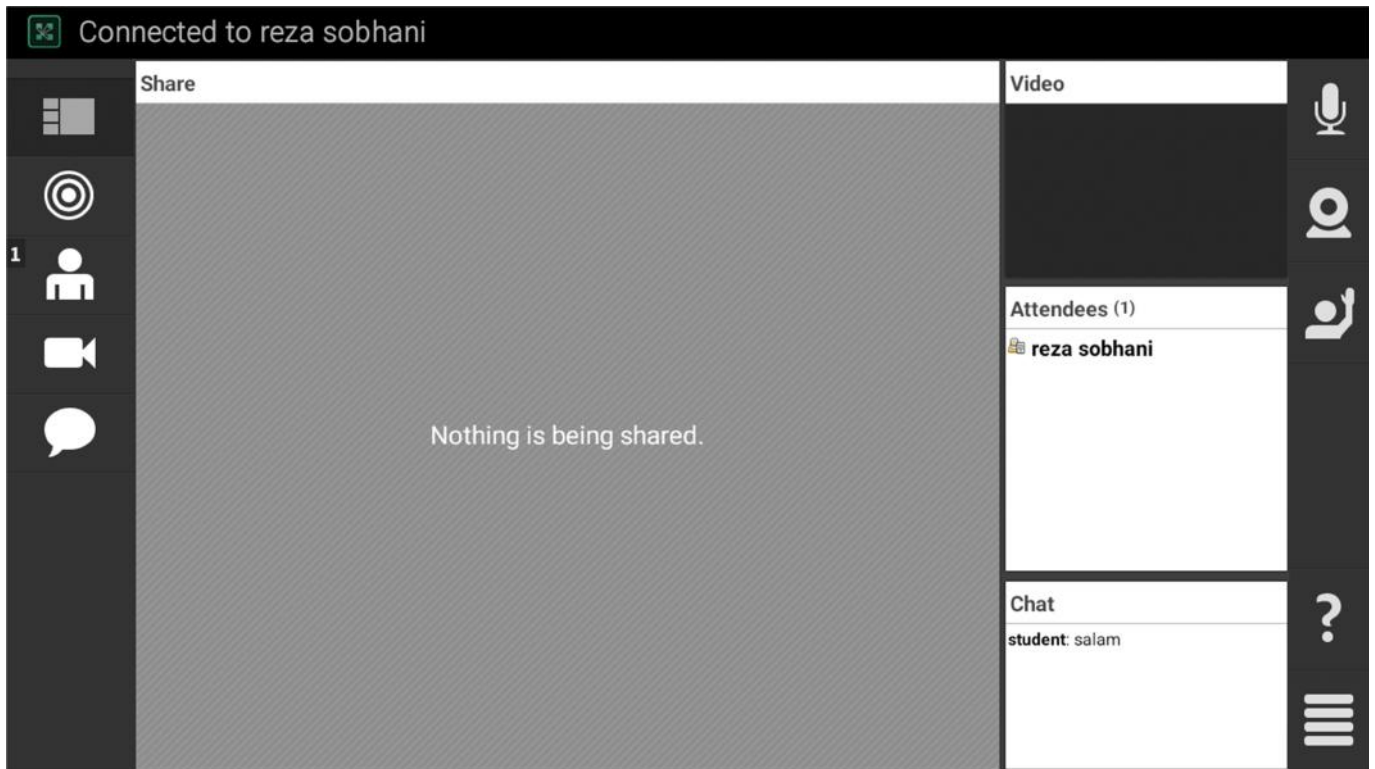 Connected to reza sobhani
Share
Nothing is being shared.
Video
Attendees (1)
reza sobhani
Chat
student: salam
1
?